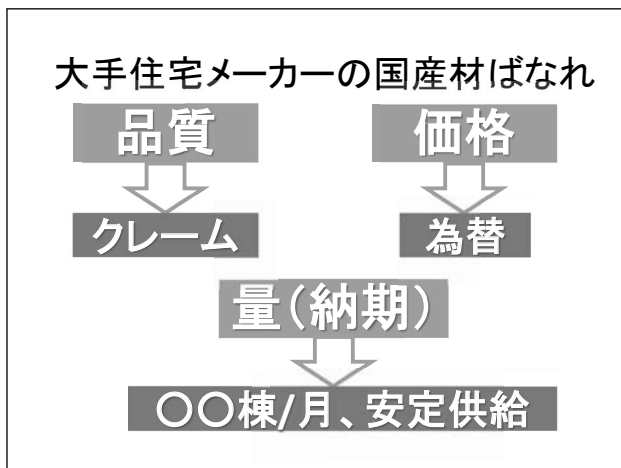 大手住宅メーカーの国産材ばなれ
品質
価格
クレーム
為替
量(納期)
〇〇棟/月、安定供給